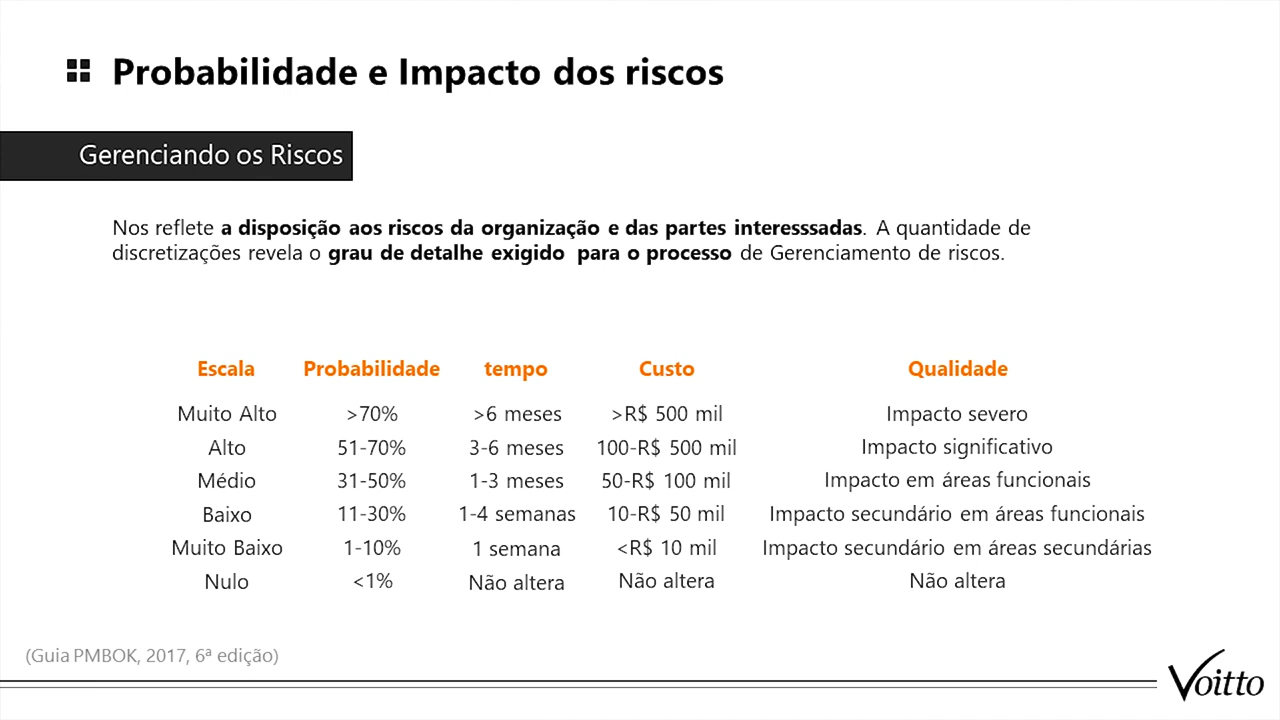 Probabilidade e Impacto dos riscos
Gerenciando os Riscos
Nos reflete a disposição aos riscos da organização e das partes interesssadas. A quantidade de
discretizações revela o grau de detalhe exigido para o processo de Gerenciamento de riscos.
Escala Probabilidade tempo Custo Qualidade
Muito Alto >70% >6 meses >R$ 500 mil Impacto severo
Alto 51-70% 3-6 meses 100-R$ 500 mil Impacto significativo
Médio 31-50% 1-3 meses 50-R$ 100 mil Impacto em áreas funcionais
Baixo 11-30% 1-4 semanas 10-R$ 50 mil Impacto secundário em áreas funcionais
Muito Baixo 1-10% 1 semana <R$ 10 mil Impacto secundário em áreas secundárias
Nulo <1% Não altera Não altera Não altera
(Guia PMBOK, 2017, 6ª edição)
Voitto